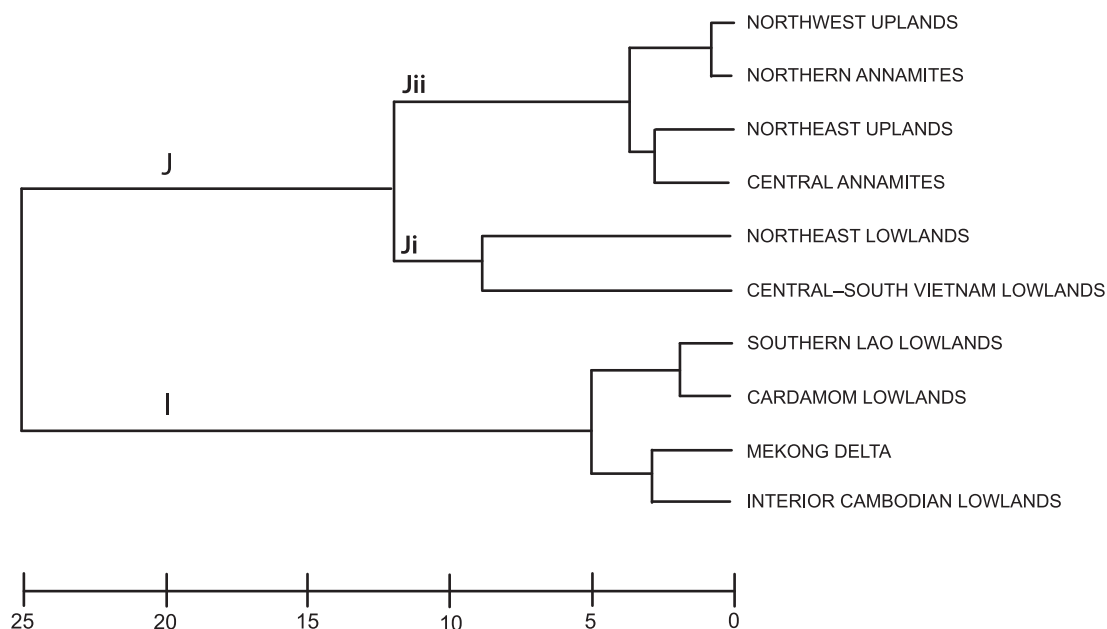 NORTHWEST UPLANDS
NORTHERN ANNAMITES
Jii
NORTHEAST UPLANDS
J
CENTRAL ANNAMITES
NORTHEAST LOWLANDS
Ji
CENTRAL–SOUTH VIETNAM LOWLANDS
SOUTHERN LAO LOWLANDS
CARDAMOM LOWLANDS
I
MEKONG DELTA
INTERIOR CAMBODIAN LOWLANDS
25 20 15 10 5 0